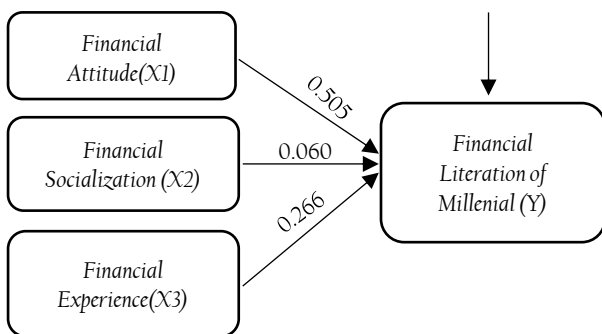 Financial
Attitude(X1)
0.505
Financial
Socialization (X2)
0.060
Financial
Literation of
Millenial (Y)
0.266
Financial
Experience(X3)